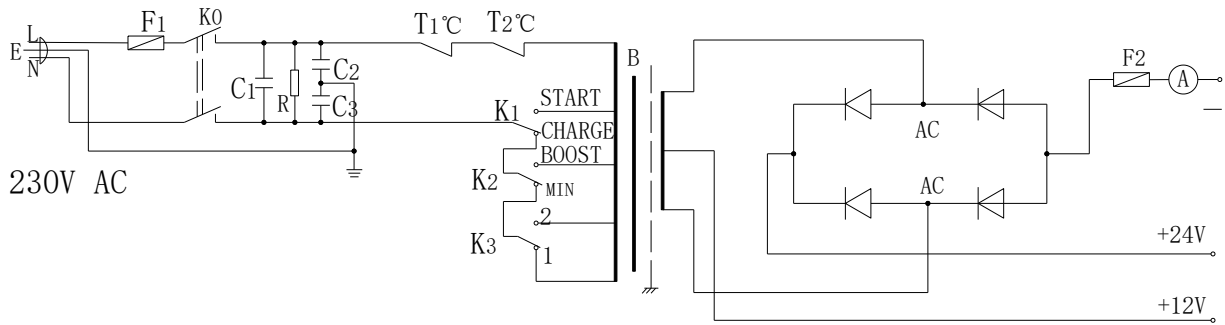 L
E
N
F1
K0
C1
R
C2
C3
T1℃
T2℃
230V AC
K1
START
CHARGE
BOOST
K2
MIN
2
K3
1
B
AC
AC
F2
A
—
+24V
+12V